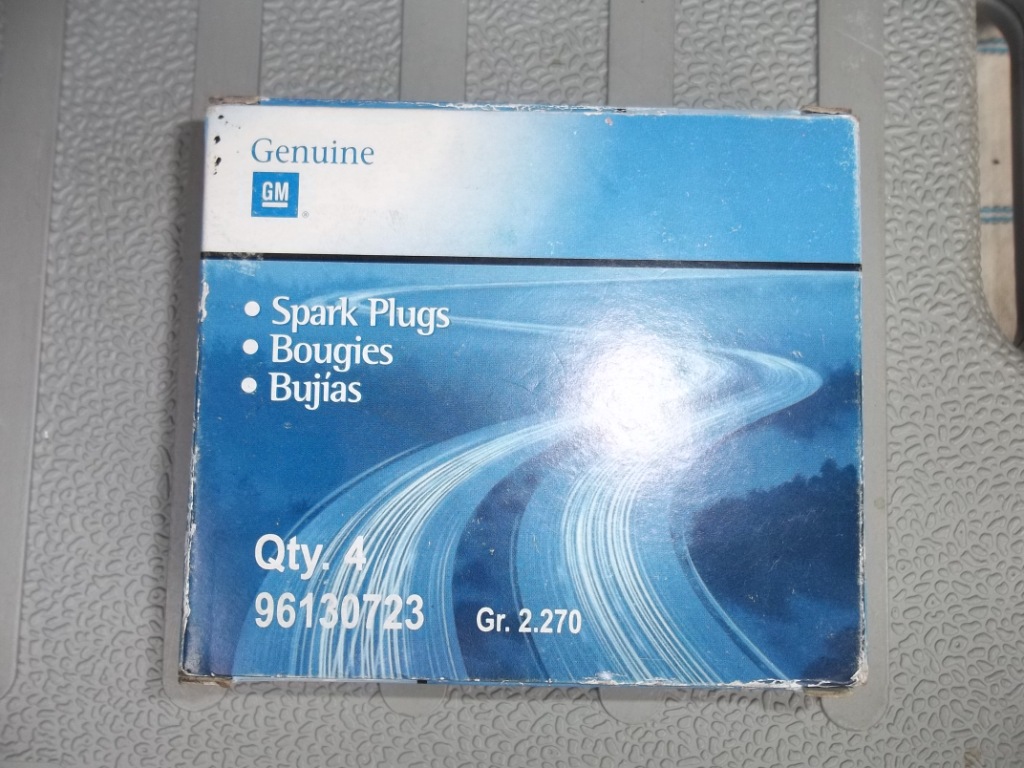 Genuine
GM
®
• Spark Plugs
• Bougies
• Bujías
Qty. 4
96130723 Gr. 2.270